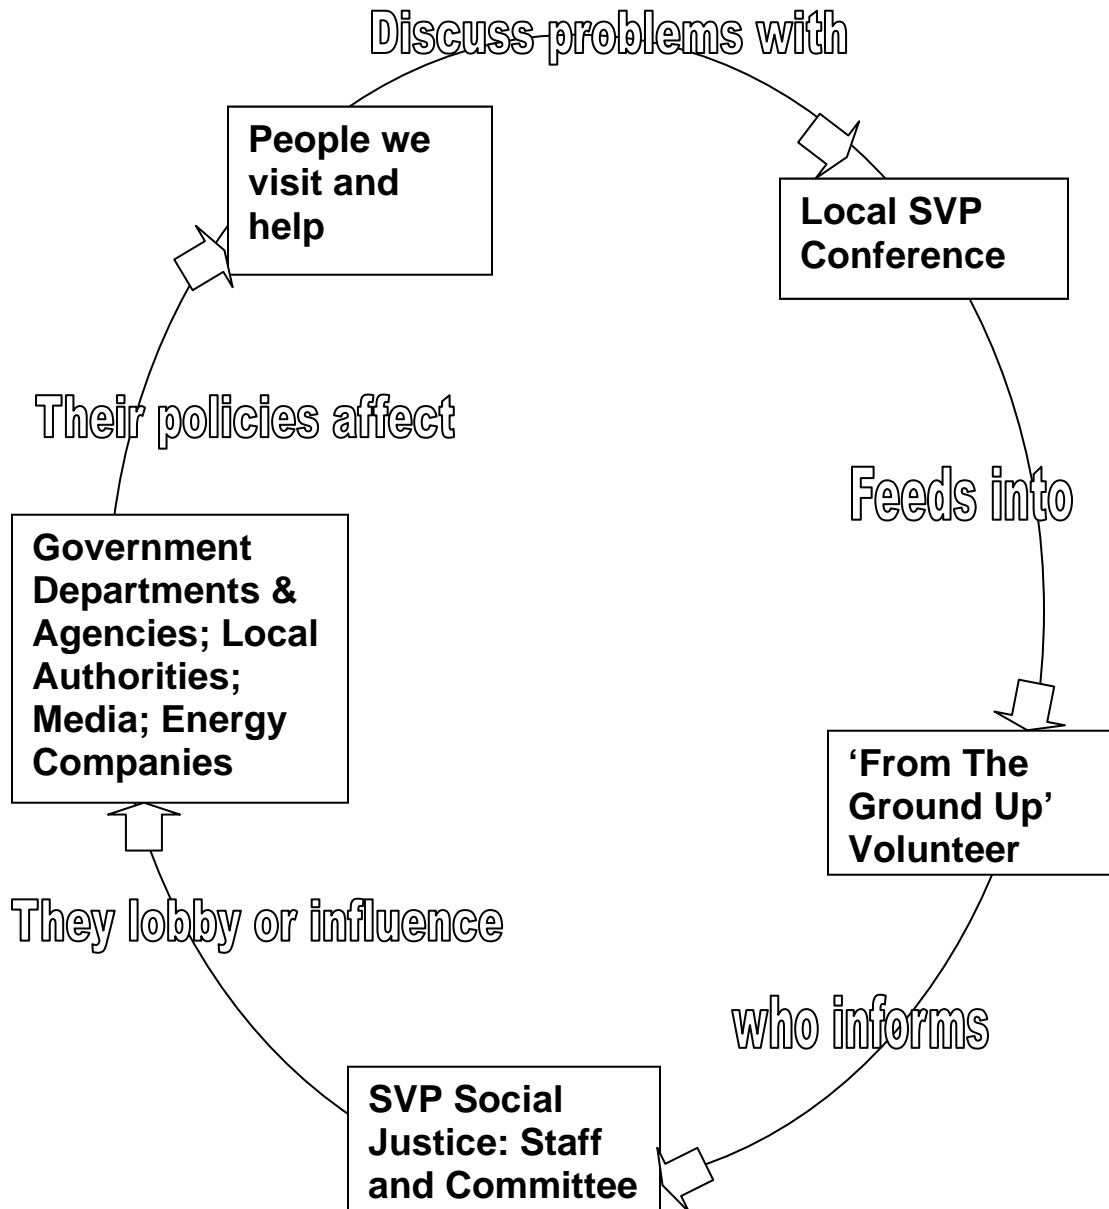 Discuss problems with
People we
visit and
help
Local SVP
Conference
Their policies affect
Feeds into
Government
Departments &
Agencies; Local
Authorities;
Media; Energy
Companies
‘From The
Ground Up’
Volunteer
They lobby or influence
who informs
SVP Social
Justice: Staff
and Committee